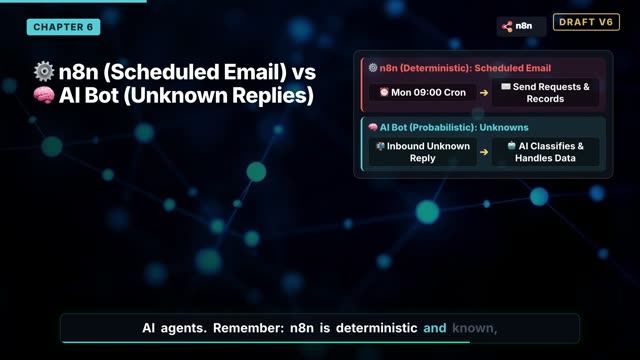 CHAPTER 6
n8n
DRAFT V6
n8n (Scheduled Email) vs
AI Bot (Unknown Replies)
n8n (Deterministic): Scheduled Email
Mon 09:00 Cron → Send Requests &
Records
AI Bot (Probabilistic): Unknowns
Inbound Unknown
Reply → AI Classifies &
Handles Data
AI agents. Remember: n8n is deterministic and known,